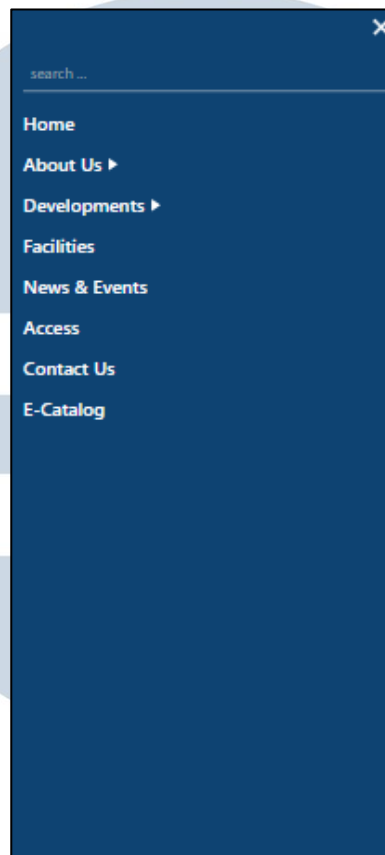 search ...
Home
About Us
Developments
Facilities
News & Events
Access
Contact Us
E-Catalog